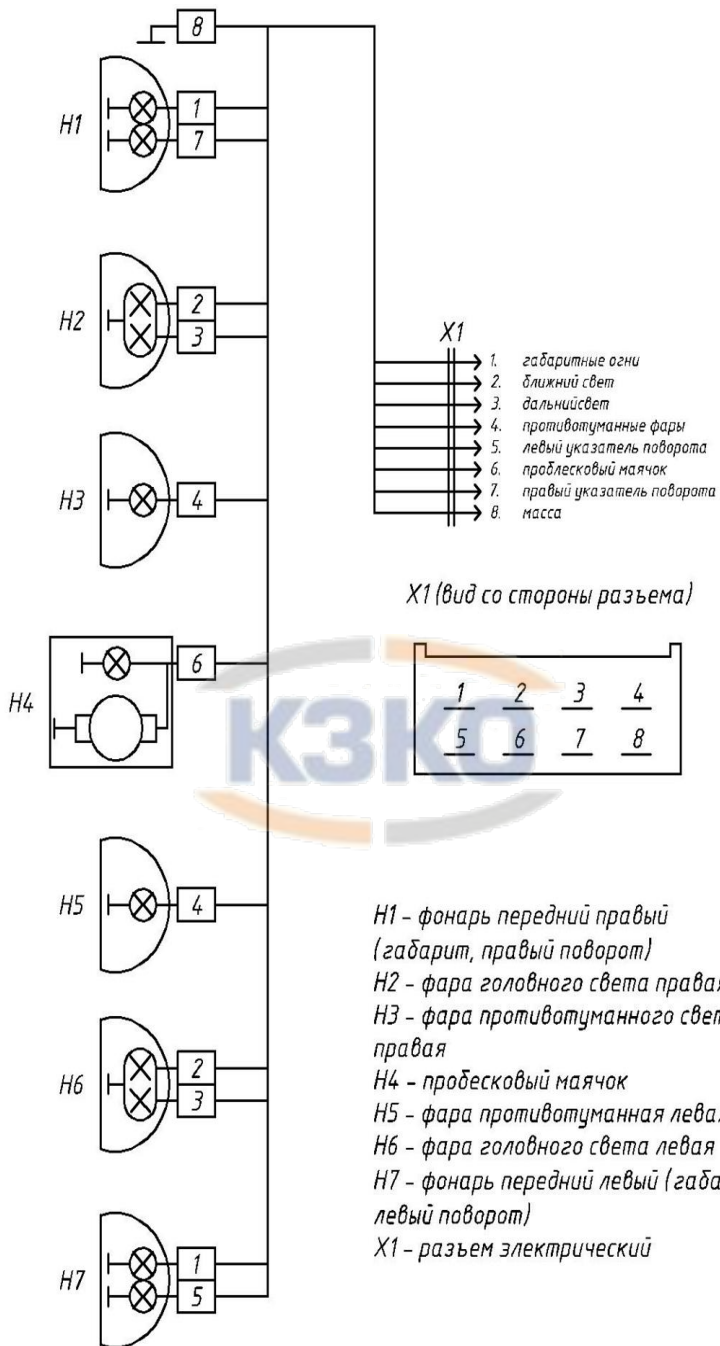 8
H1
1
7
H2
2
3
X1
1. габаритные огни
2. ближний свет
3. дальнийсвет
4. противотуманные фары
5. левый указатель поворота
6. проблесковый маячок
7. правый указатель поворота
8. масса
H3
4
X1 (вид со стороны разъема)
1 2 3 4
5 6 7 8
H4
6
КЗКО
H5
4
H1 - фонарь передний правый
(габарит, правый поворот)
H2 - фара головного света правая
H3 - фара противотуманного
правая
H4 - пробесковый маячок
H5 - фара противотуманная левая
H6 - фара головного света левая
H7 - фонарь передний левый
левый поворот)
X1 - разъем электрический
H6
2
3
H7
1
5